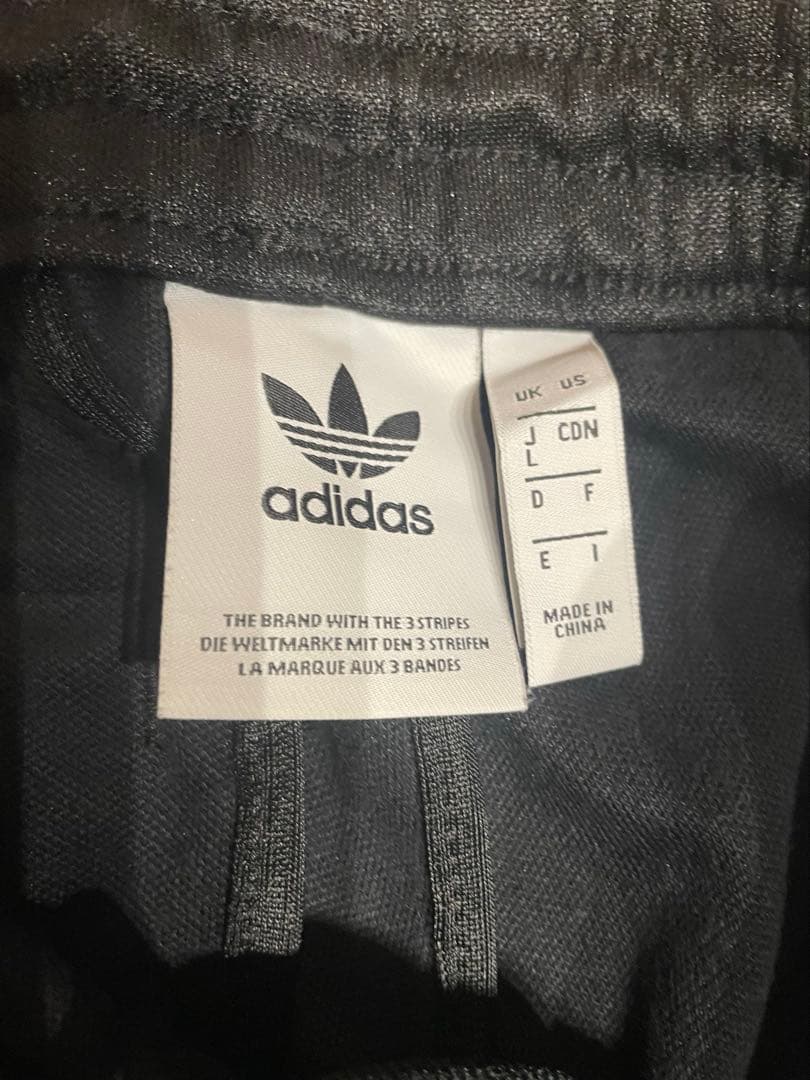 adidas
THE BRAND WITH THE 3 STRIPES
DIE WELTMARKE MIT DEN 3 STREIFEN
LA MARQUE AUX 3 BANDES
UK US
J CDN
L
D F
E I
MADE IN
CHINA